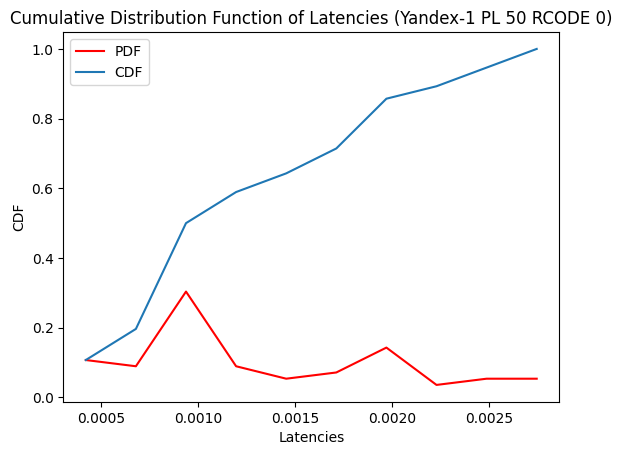 Cumulative Distribution Function of Latencies (Yandex-1 PL 50 RCODE 0)
PDF
CDF
1.0
0.8
0.6
0.4
0.2
0.0
CDF
0.0005 0.0010 0.0015 0.0020 0.0025
Latencies